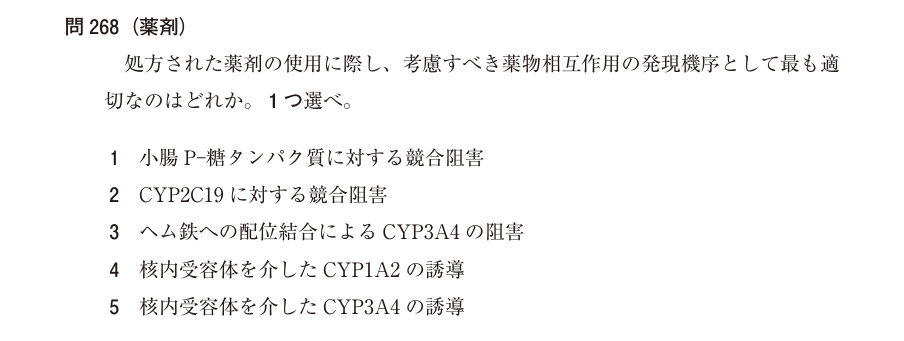 問 268（薬剤）
処方された薬剤の使用に際し、考慮すべき薬物相互作用の発現機序として最も適
切なのはどれか。1つ選べ。
1 小腸 P-糖タンパク質に対する競合阻害
2 CYP2C19 に対する競合阻害
3 ヘム鉄への配位結合による CYP3A4 の阻害
4 核内受容体を介した CYP1A2 の誘導
5 核内受容体を介した CYP3A4 の誘導